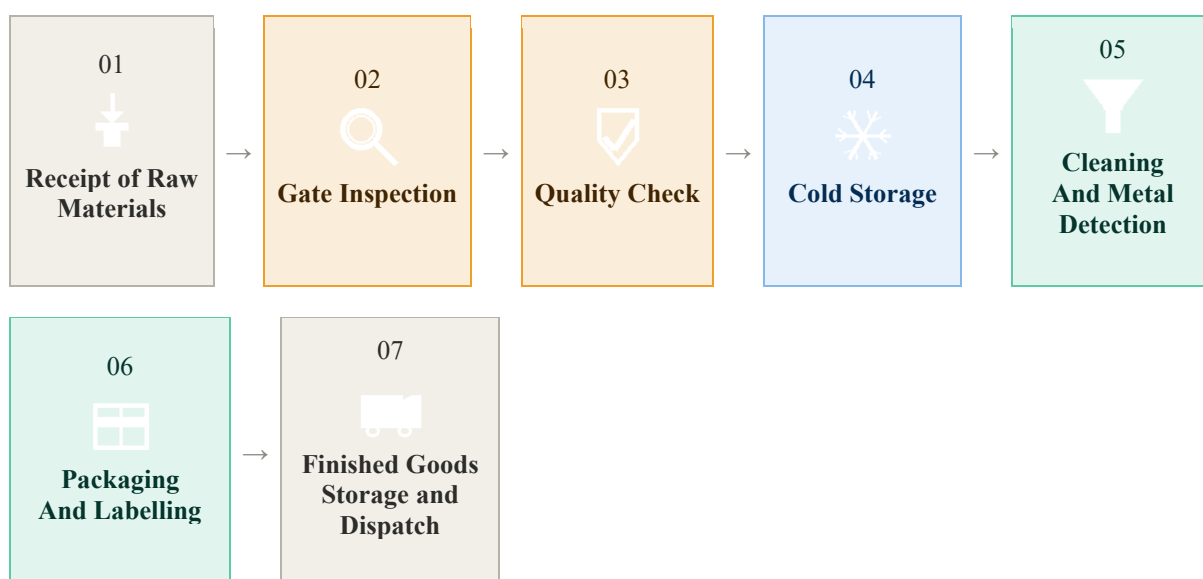 01
Receipt of Raw
Materials
→
02
Gate Inspection
→
03
Quality Check
→
04
Cold Storage
→
05
Cleaning
And Metal
Detection
06
Packaging
And Labelling
→
07
Finished Goods
Storage and
Dispatch